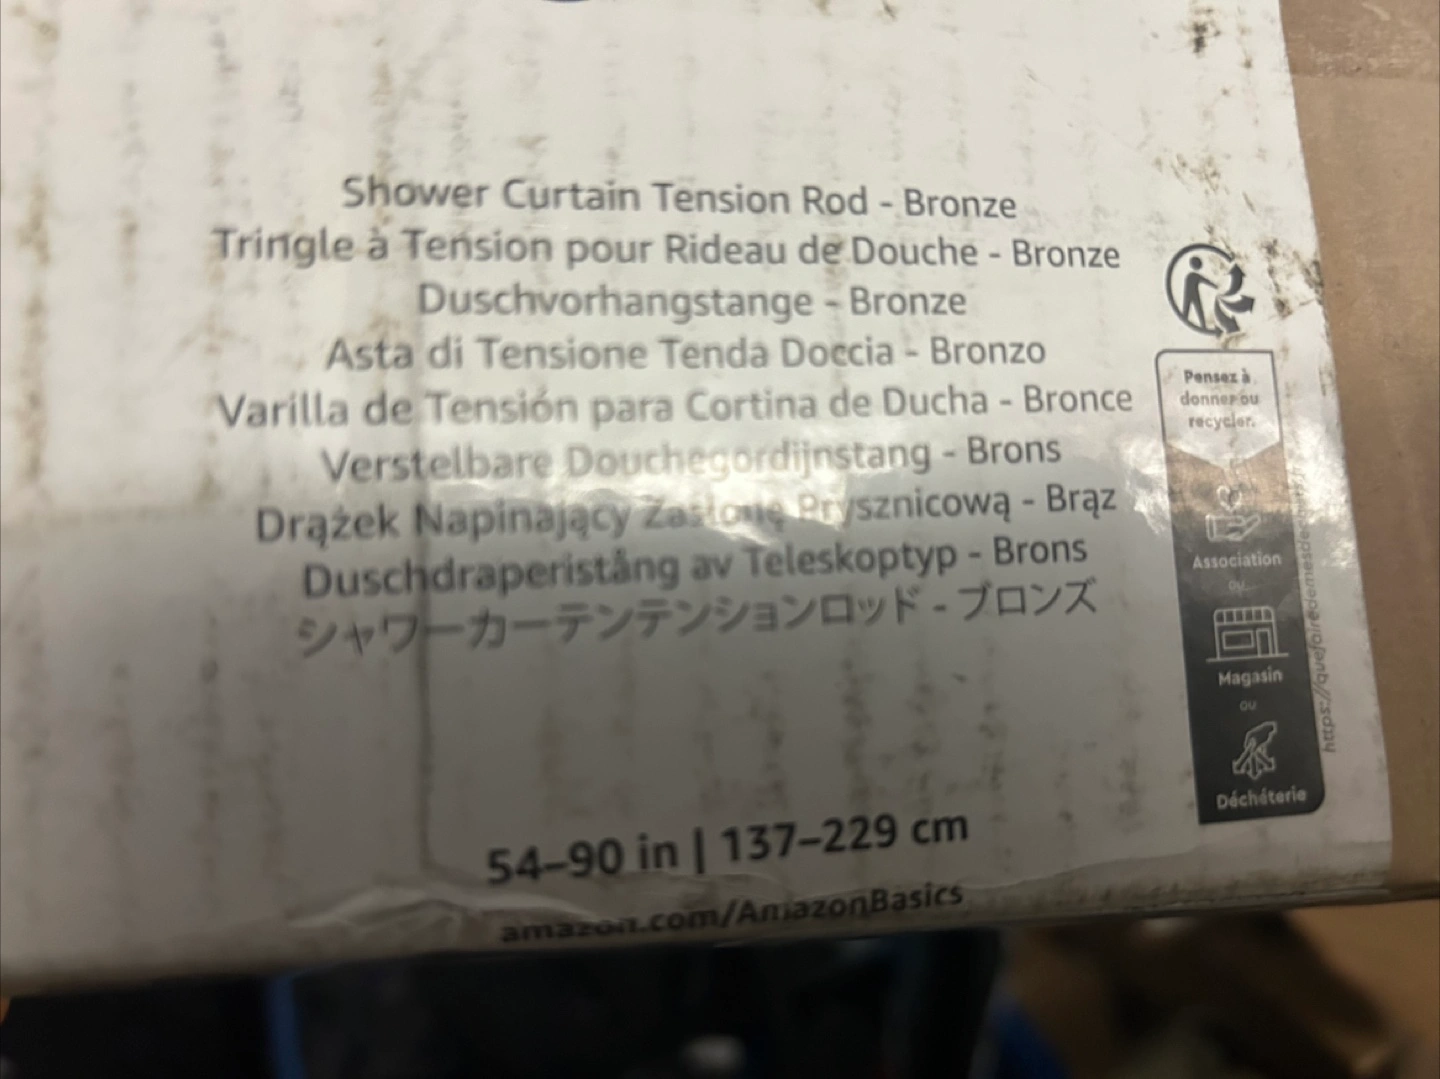 Shower Curtain Tension Rod - Bronze
Tringle à Tension pour Rideau de Douche - Bronze
Duschvorhangstange - Bronze
Asta di Tensione Tenda Doccia - Bronzo
Varilla de Tensión para Cortina de Ducha - Bronce
Verstelbare Douchegordijnstang - Brons
Drążek Napinający Zasłonę Prysznicową - Brąz
Duschdraperistång av Teleskoptyp - Brons
シャワーカーテンテンションロッド - ブロンズ
54–90 in | 137–229 cm
amazon.com/AmazonBasics
Pensez à
donner ou
recycler.
Association
ou
Magasin
ou
Déchèterie